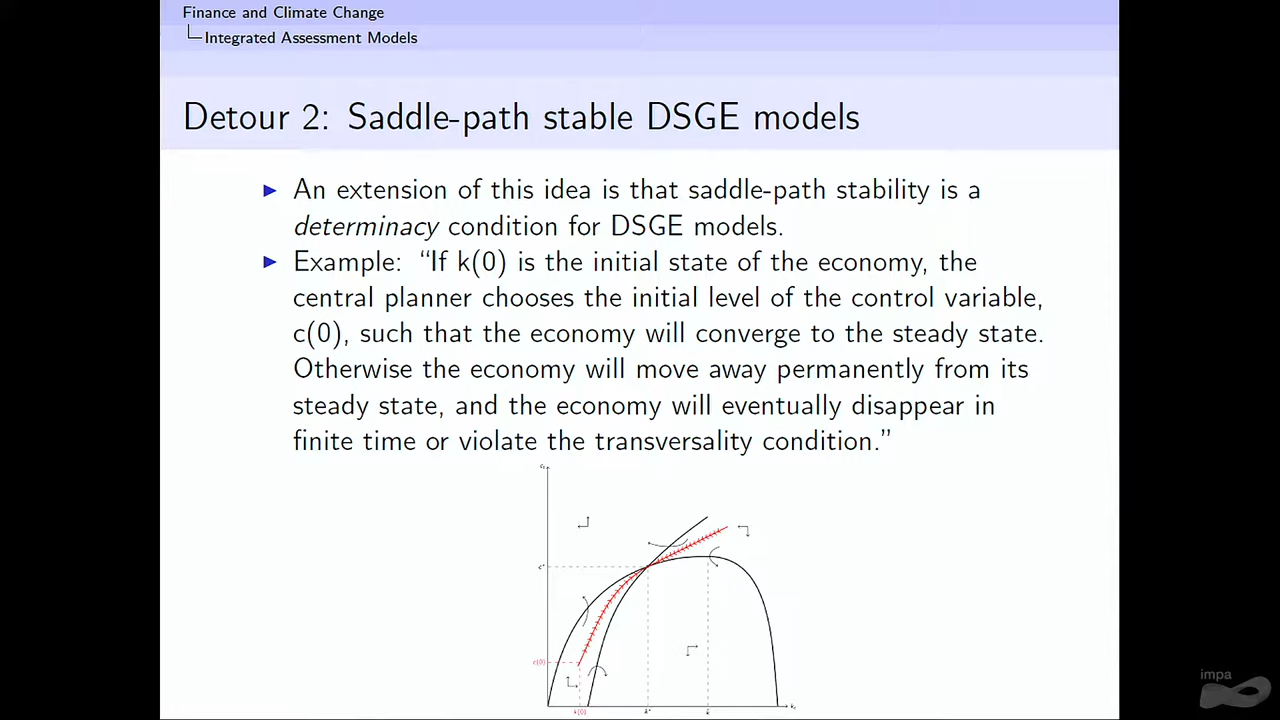 Finance and Climate Change
Integrated Assessment Models
Detour 2: Saddle-path stable DSGE models
An extension of this idea is that saddle-path stability is a
determinacy condition for DSGE models.
Example: “If k(0) is the initial state of the economy, the
central planner chooses the initial level of the control variable,
c(0), such that the economy will converge to the steady state.
Otherwise the economy will move away permanently from its
steady state, and the economy will eventually disappear in
finite time or violate the transversality condition.”
c(0)
k(0)
impa